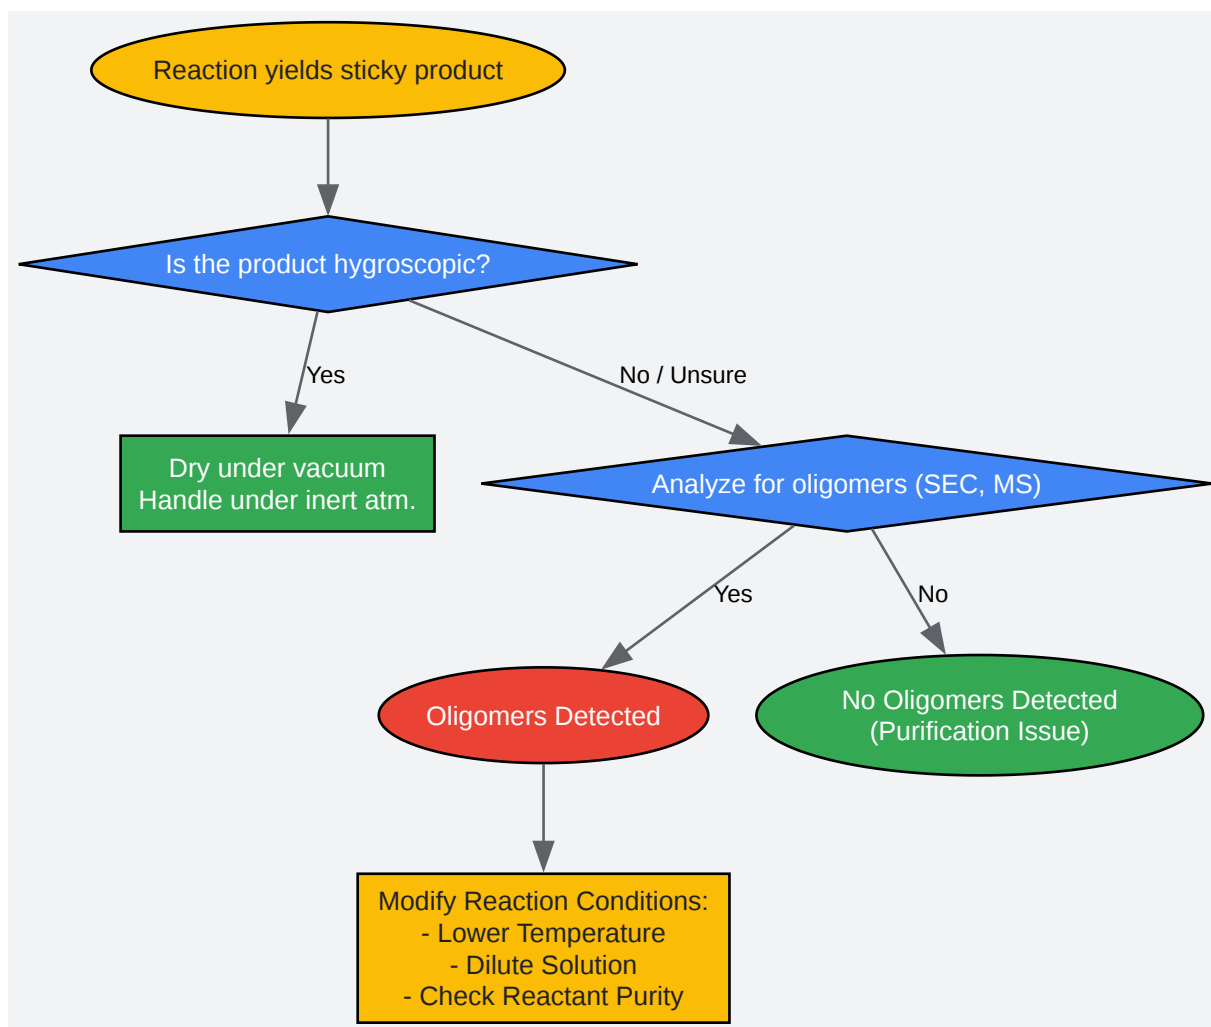 Reaction yields sticky product
Is the product hygroscopic?
Yes
No / Unsure
Dry under vacuum
Handle under inert atm.
Analyze for oligomers (SEC, MS)
Yes
No
Oligomers Detected
No Oligomers Detected
(Purification Issue)
Modify Reaction Conditions:
- Lower Temperature
- Dilute Solution
- Check Reactant Purity